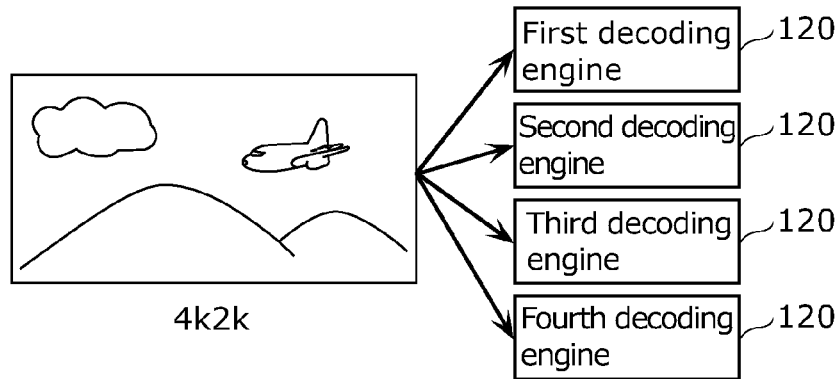 First decoding
engine
120
Second decoding
engine
120
Third decoding
engine
120
Fourth decoding
engine
120
4k2k